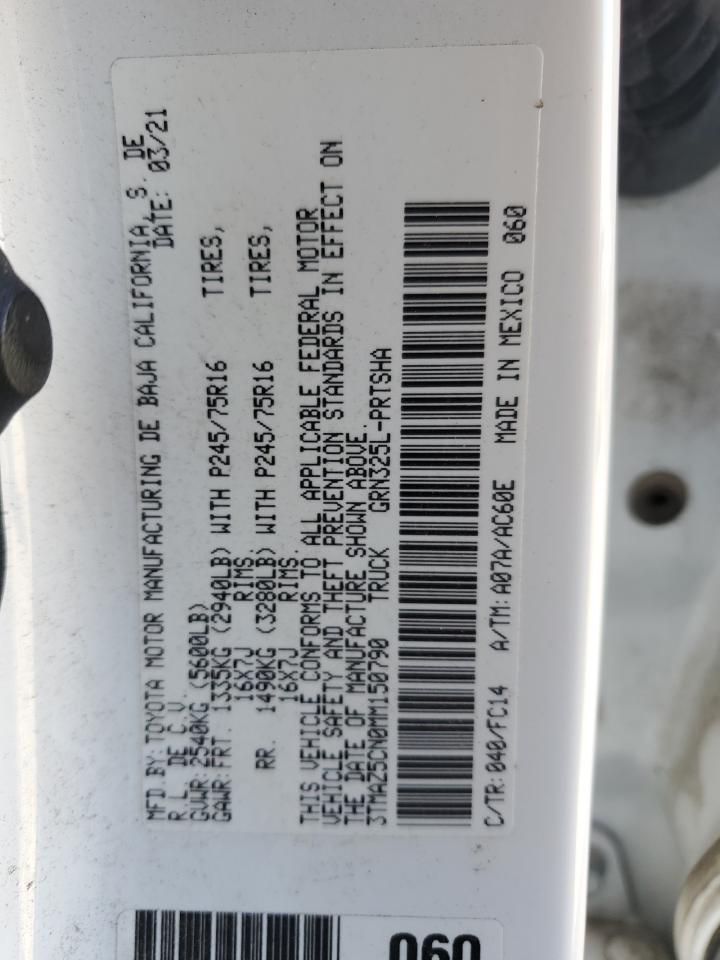 MFD.BY:TOYOTA MOTOR MANUFACTURING DE BAJA CALIFORNIA,S. DE
R.L. DE C.V. DATE: 03/21
GVWR:2540KG (5600LB)
GAWR:FRT. 1335KG (2940LB) WITH P245/75R16 TIRES,
16X7J RIMS.
RR. 1490KG (3280LB) WITH P245/75R16 TIRES,
16X7J RIMS.
THIS VEHICLE CONFORMS TO ALL APPLICABLE FEDERAL MOTOR
VEHICLE SAFETY AND THEFT PREVENTION STANDARDS IN EFFECT ON
THE DATE OF MANUFACTURE SHOWN ABOVE.
3TMAZ5CN0MM150790 TRUCK GRN325L-PRTSHA
C/TR:040/FC14 A/TM:A07A/AC60E MADE IN MEXICO 060
060